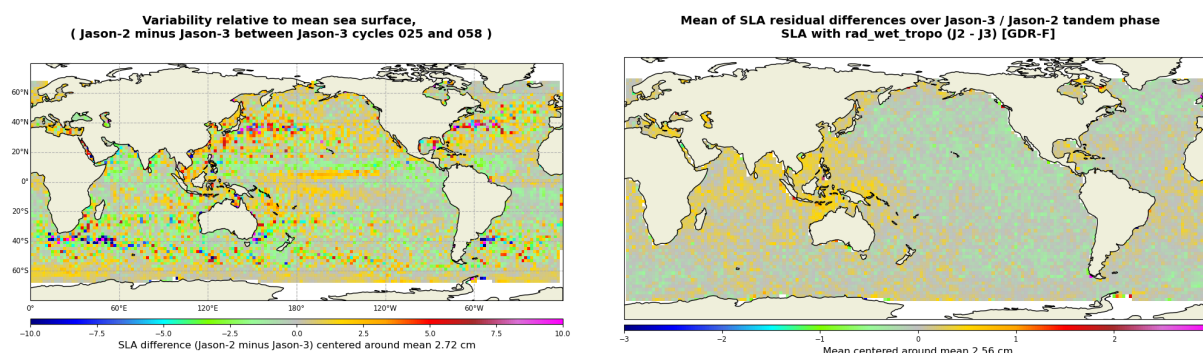 Variability relative to mean sea surface,
( Jason-2 minus Jason-3 between Jason-3 cycles 025 and 058 )
60°N
40°N
20°N
0°
20°S
40°S
60°S
0°
60°E
120°E
180°E
120°W
60°W
-10.0
-7.5
-5.0
-2.5
0.0
2.5
5.0
7.5
10.0
SLA difference (Jason-2 minus Jason-3) centered around mean 2.72 cm
Mean of SLA residual differences over Jason-3 / Jason-2 tandem phase
SLA with rad_wet_tropo (J2 - J3) [GDR-F]
-3
-2
-1
0
1
2
Mean centered around mean 2.56 cm